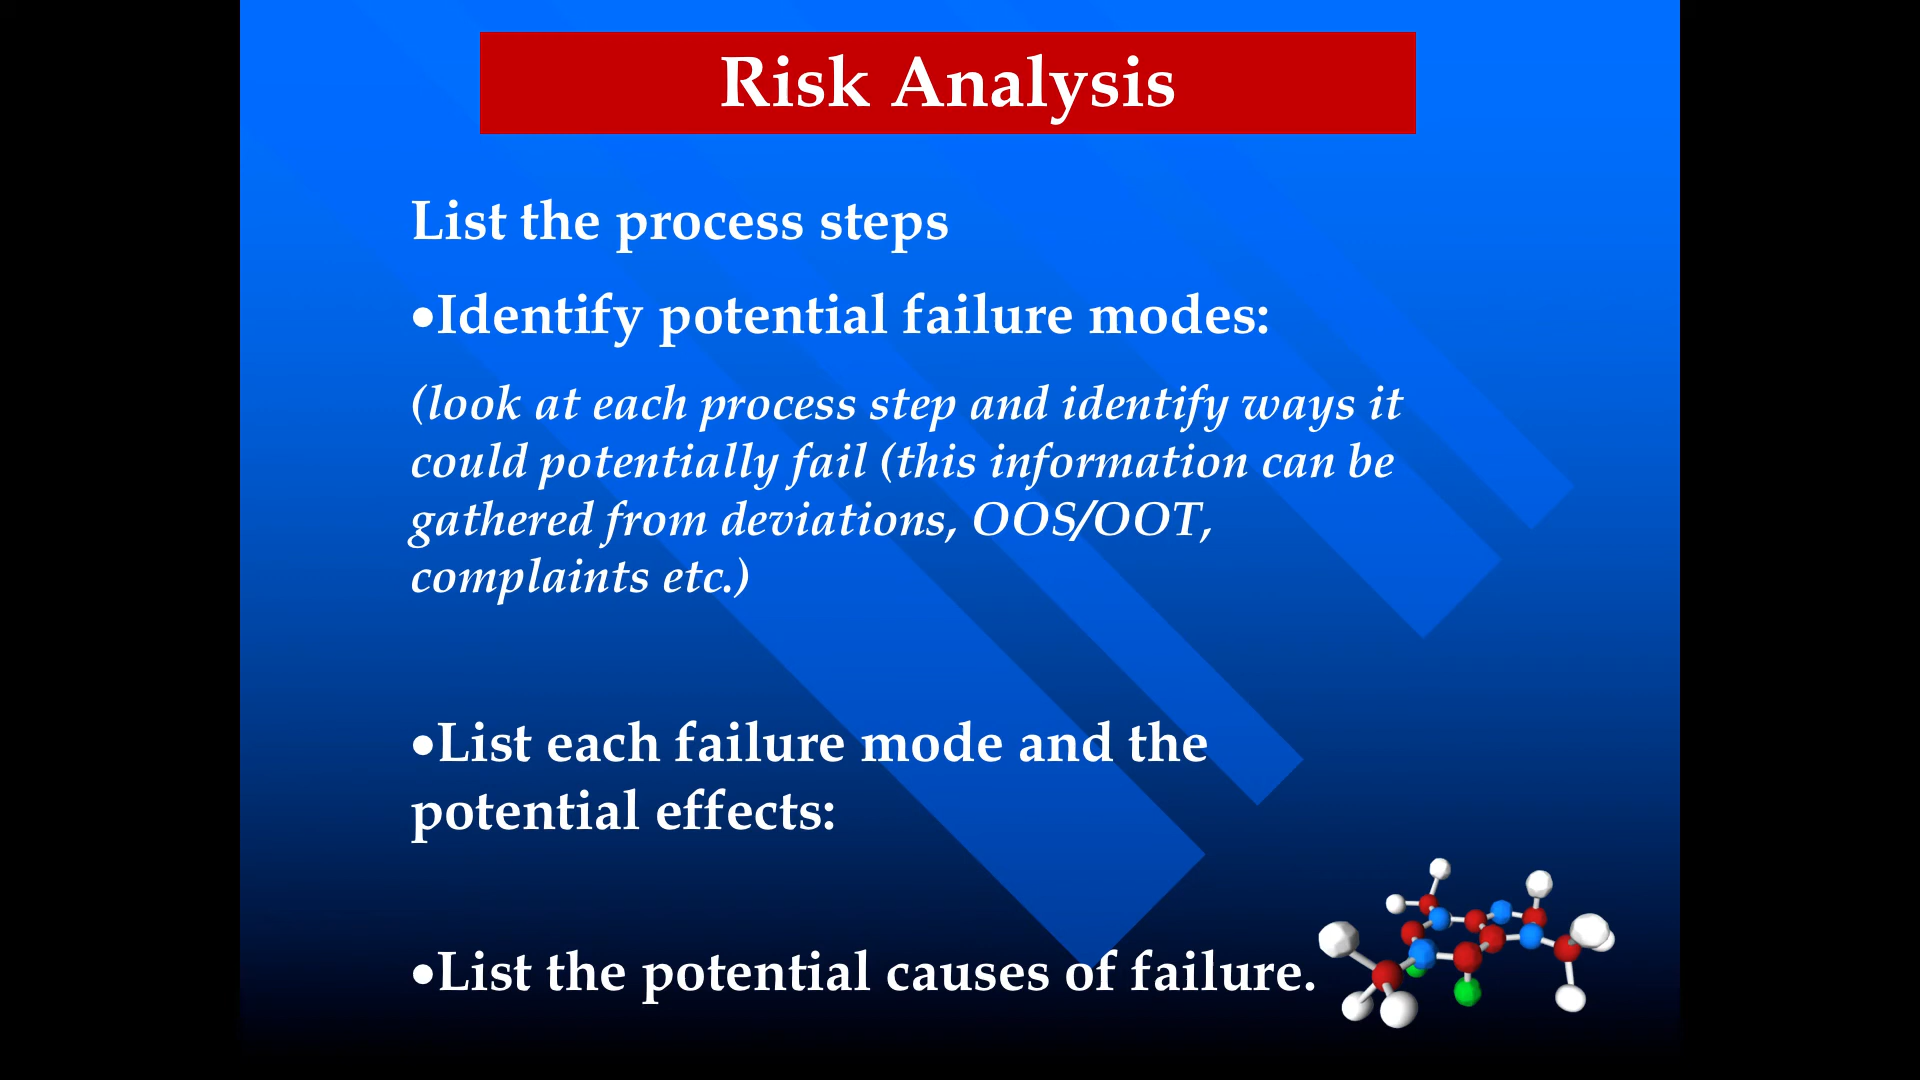 Risk Analysis
List the process steps
•Identify potential failure modes:
(look at each process step and identify ways it
could potentially fail (this information can be
gathered from deviations, OOS/OOT,
complaints etc.)
•List each failure mode and the
potential effects:
•List the potential causes of failure.